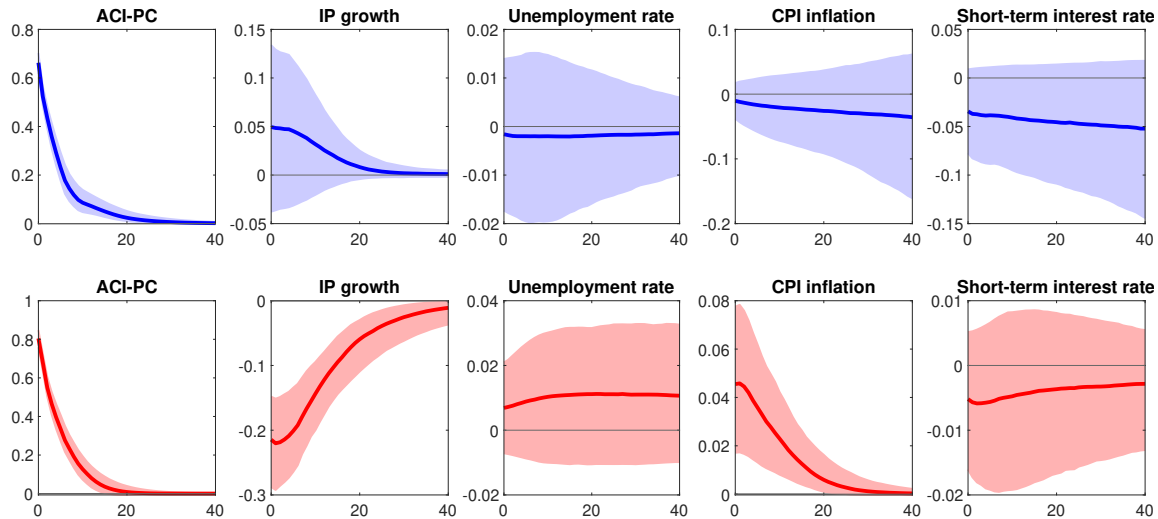 ACI-PC
0.8
0.6
0.4
0.2
0
0 20 40
IP growth
0.15
0.1
0.05
0
-0.05
0 20 40
Unemployment rate
0.02
0.01
0
-0.01
-0.02
0 20 40
CPI inflation
0.1
0
-0.1
-0.2
0 20 40
Short-term interest rate
0.05
0
-0.05
-0.1
-0.15
0 20 40
ACI-PC
1
0.8
0.6
0.4
0.2
0
0 20 40
IP growth
0
-0.1
-0.2
-0.3
0 20 40
Unemployment rate
0.04
0.02
0
-0.02
0 20 40
CPI inflation
0.08
0.06
0.04
0.02
0
0 20 40
Short-term interest rate
0.01
0
-0.01
-0.02
0 20 40